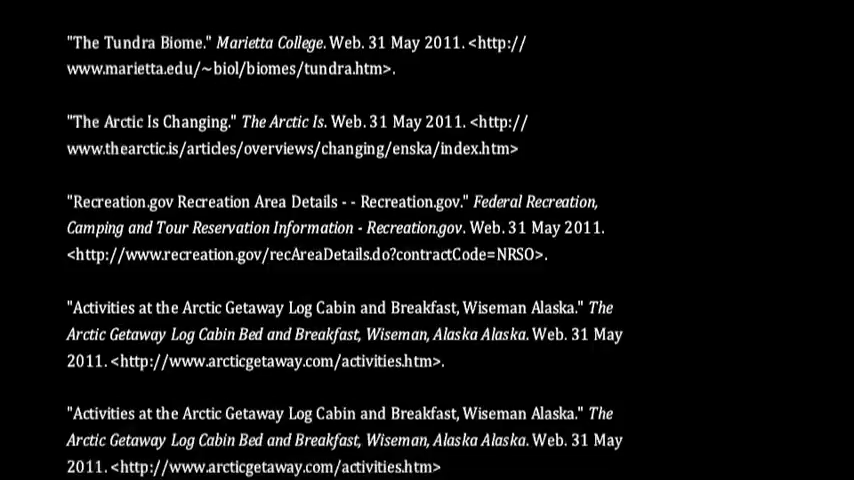 "The Tundra Biome." Marietta College. Web. 31 May 2011. <http://
www.marietta.edu/~biol/biomes/tundra.htm>.
"The Arctic Is Changing." The Arctic Is. Web. 31 May 2011. <http://
www.thearctic.is/articles/overviews/changing/enska/index.htm>
"Recreation.gov Recreation Area Details - - Recreation.gov." Federal Recreation,
Camping and Tour Reservation Information - Recreation.gov. Web. 31 May 2011.
<http://www.recreation.gov/recAreaDetails.do?contractCode=NRSO>.
"Activities at the Arctic Getaway Log Cabin and Breakfast, Wiseman Alaska." The
Arctic Getaway Log Cabin Bed and Breakfast, Wiseman, Alaska Alaska. Web. 31 May
2011. <http://www.arcticgetaway.com/activities.htm>.
"Activities at the Arctic Getaway Log Cabin and Breakfast, Wiseman Alaska." The
Arctic Getaway Log Cabin Bed and Breakfast, Wiseman, Alaska Alaska. Web. 31 May
2011. <http://www.arcticgetaway.com/activities.htm>